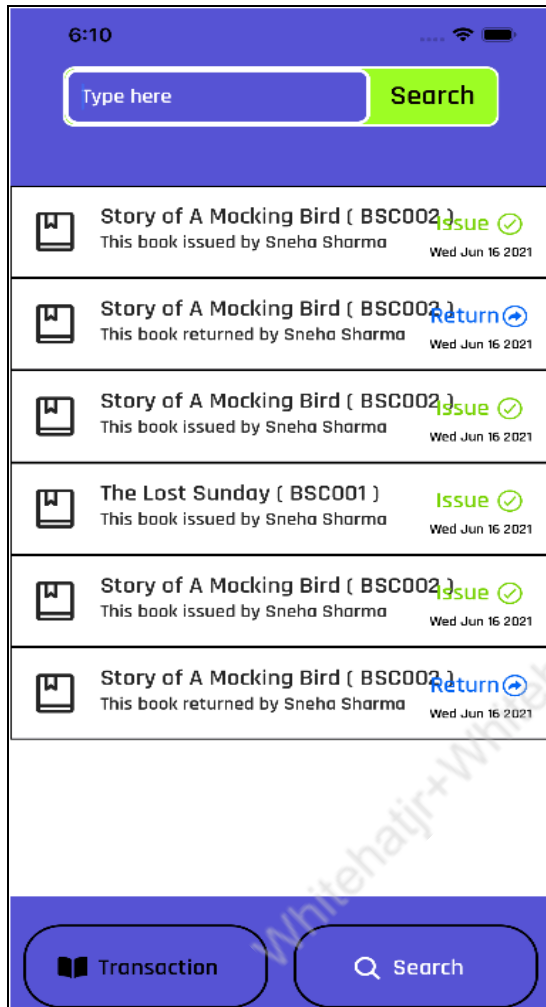 6:10
Type here
Search
Story of A Mocking Bird ( BSC002 )
Issue
This book issued by Sneha Sharma
Wed Jun 16 2021
Story of A Mocking Bird ( BSC002 )
Return
This book returned by Sneha Sharma
Wed Jun 16 2021
Story of A Mocking Bird ( BSC002 )
Issue
This book issued by Sneha Sharma
Wed Jun 16 2021
The Lost Sunday ( BSC001 )
Issue
This book issued by Sneha Sharma
Wed Jun 16 2021
Story of A Mocking Bird ( BSC002 )
Issue
This book issued by Sneha Sharma
Wed Jun 16 2021
Story of A Mocking Bird ( BSC002 )
Return
This book returned by Sneha Sharma
Wed Jun 16 2021
Transaction
Search